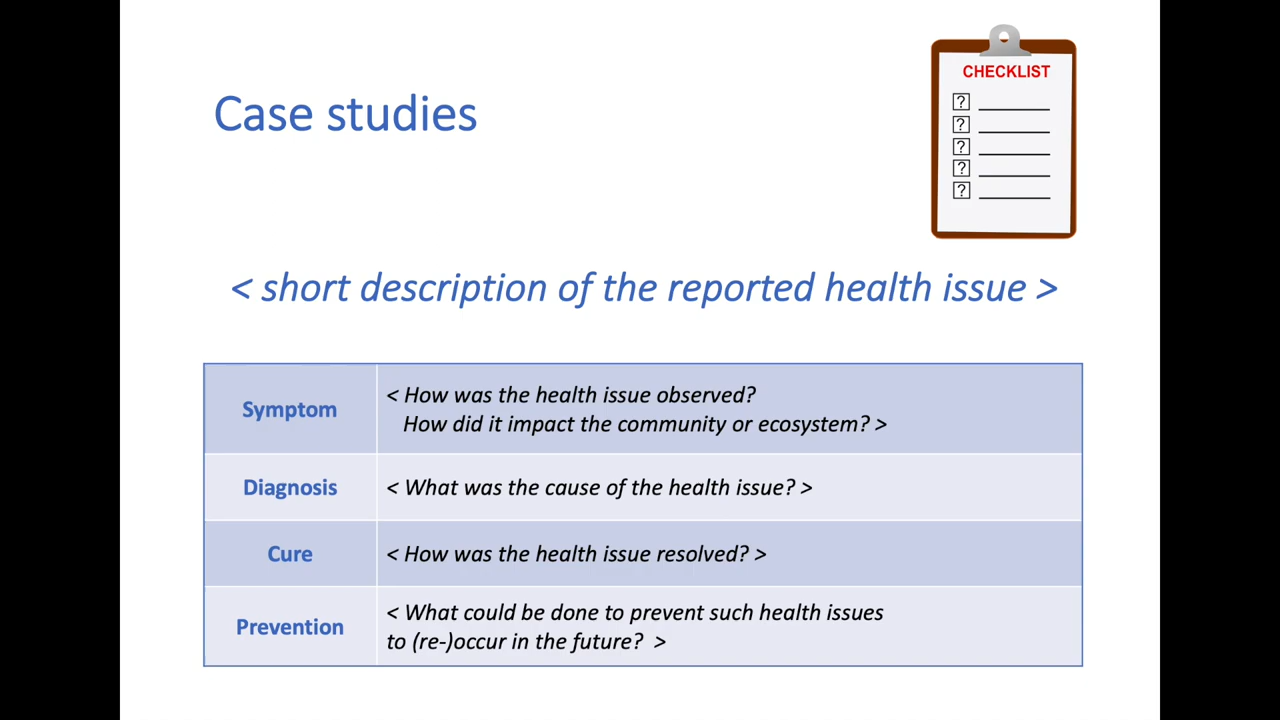 Case studies
CHECKLIST
?
?
?
?
?
< short description of the reported health issue >
Symptom
< How was the health issue observed?
How did it impact the community or ecosystem? >
Diagnosis
< What was the cause of the health issue? >
Cure
< How was the health issue resolved? >
Prevention
< What could be done to prevent such health issues
to (re-)occur in the future? >